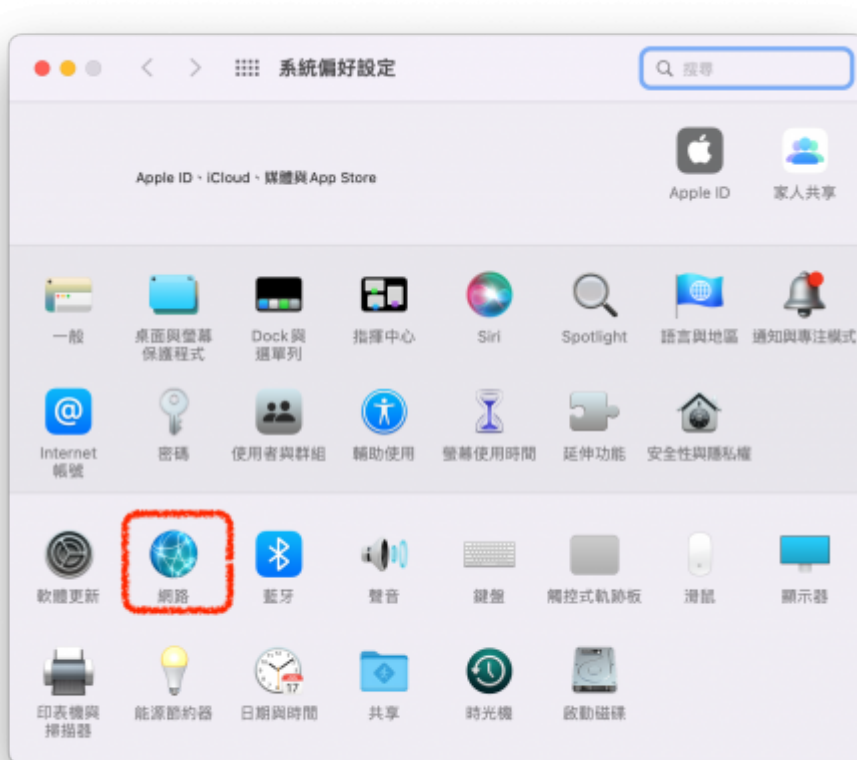 系統偏好設定
搜尋
Apple ID、iCloud、媒體與App Store
Apple ID
家人共享
一般
桌面與螢幕
保護程式
Dock與
選單列
指揮中心
Siri
Spotlight
語言與地區
通知與專注模式
Internet
帳號
密碼
使用者與群組
輔助使用
螢幕使用時間
延伸功能
安全性與隱私權
軟體更新
網路
藍牙
聲音
鍵盤
觸控式軌跡板
滑鼠
顯示器
印表機與
掃描器
能源節約器
日期與時間
17
共享
時光機
啟動磁碟